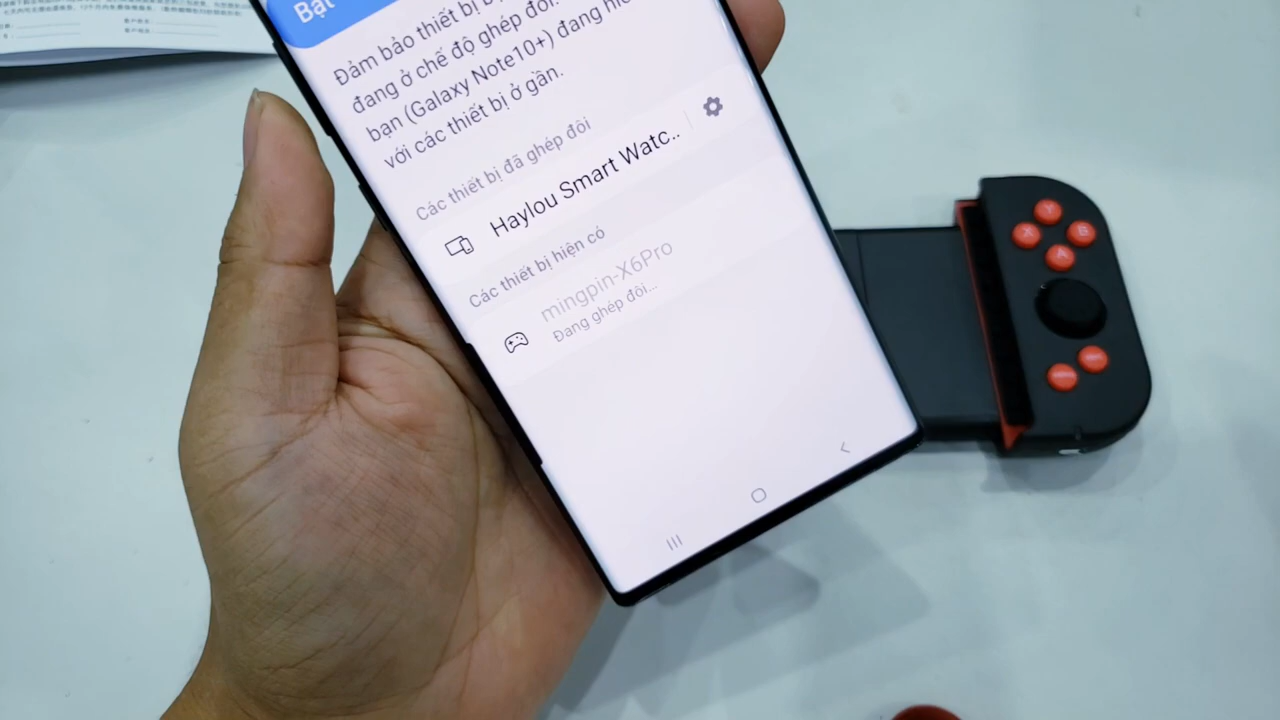 Bật
Đảm bảo thiết bị b
đang ở chế độ ghép đôi.
bạn (Galaxy Note10+) đang hiể
với các thiết bị ở gần.
Các thiết bị đã ghép đôi
Haylou Smart Watc..
Các thiết bị hiện có
mingpin-X6Pro
Đang ghép đôi...
Y
X
B
A